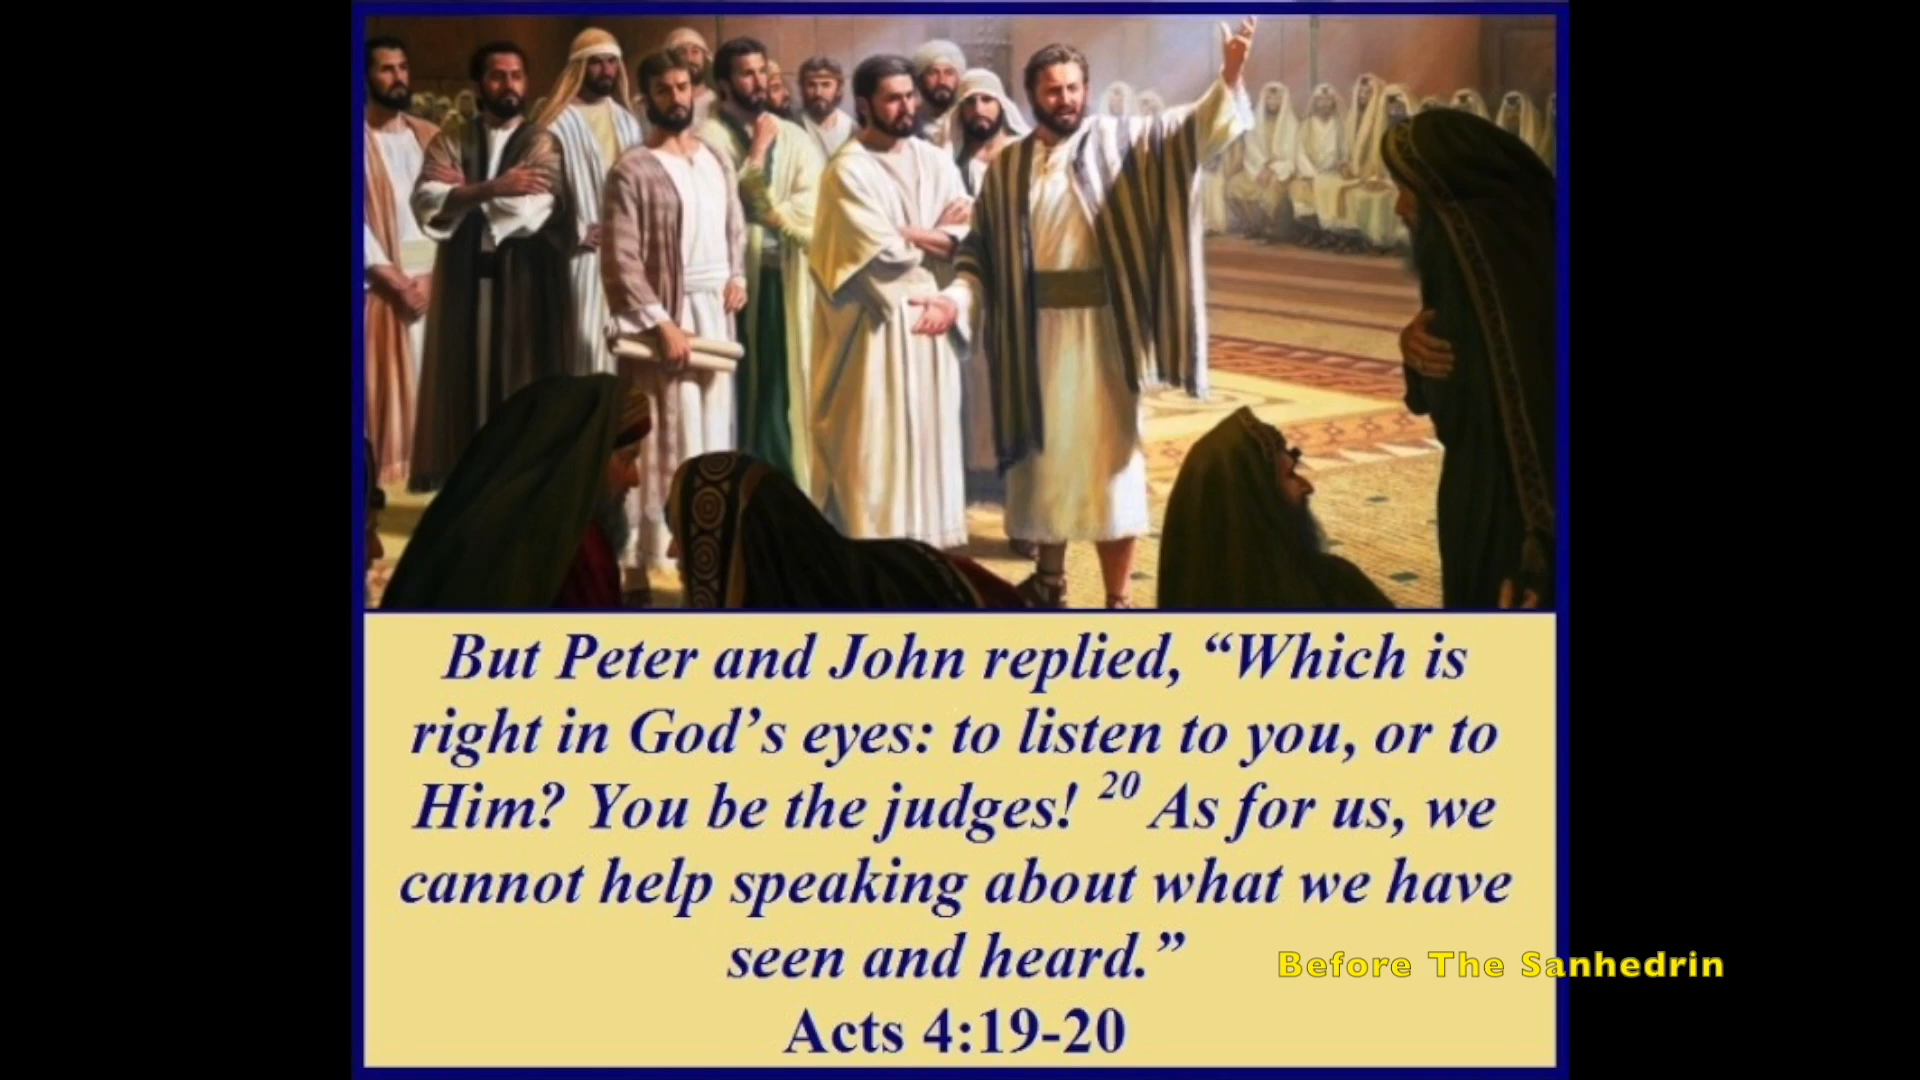 But Peter and John replied, “Which is
right in God’s eyes: to listen to you, or to
Him? You be the judges! 20 As for us, we
cannot help speaking about what we have
seen and heard.”
Before The Sanhedrin
Acts 4:19-20